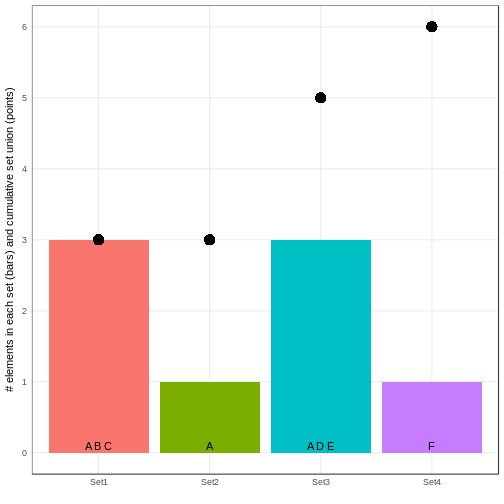 # elements in each set (bars) and cumulative set union (points)
6
5
4
3
2
1
0
A B C
A
A D E
F
Set1
Set2
Set3
Set4